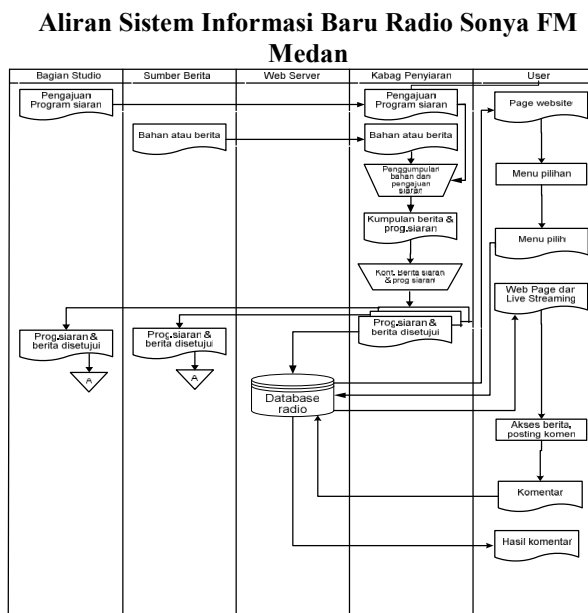 Aliran Sistem Informasi Baru Radio Sonya FM
Medan
Bagian Studio
Sumber Berita
Web Server
Kabag Penyiaran
User
Pengajuan
Program siaran
Pengajuan
Program siaran
Page website
Bahan atau berita
Bahan atau berita
Penggumpulan
bahan dan
pengajuan
siaran
Menu pilihan
Kumpulan berita &
prog.siaran
Menu pilih
Kont. Berita siaran
& prog siaran
Web Page dar
Live Streaming
Prog.siaran &
berita disetujui
Prog.siaran &
berita disetujui
Prog.siaran &
berita disetujui
A
A
Database
radio
Akses berita,
posting komen
Komentar
Hasil komentar